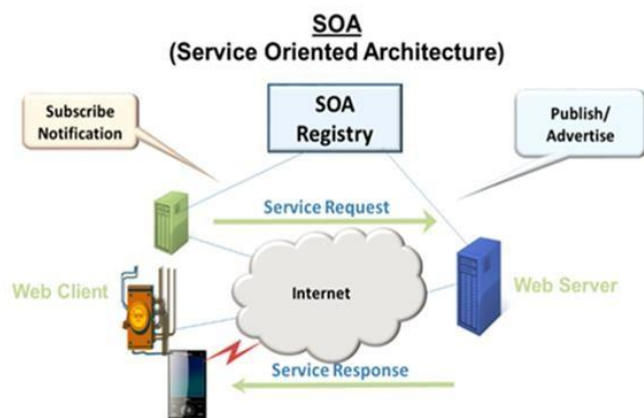 SOA
(Service Oriented Architecture)
Subscribe
Notification
SOA
Registry
Publish/
Advertise
Service Request
Web Client
Internet
Web Server
Service Response